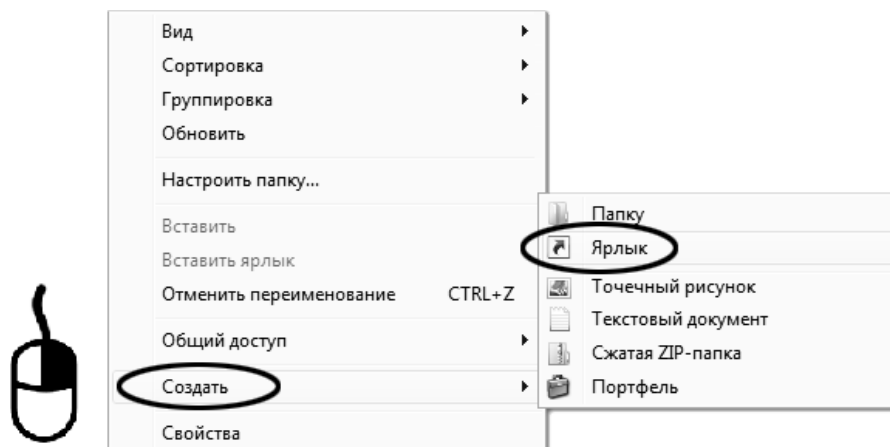 Вид
Сортировка
Группировка
Обновить
Настроить папку...
Вставить
Вставить ярлык
Отменить переименование CTRL+Z
Общий доступ
Создать
Свойства
Папку
Ярлык
Точечный рисунок
Текстовый документ
Сжатая ZIP-папка
Портфель